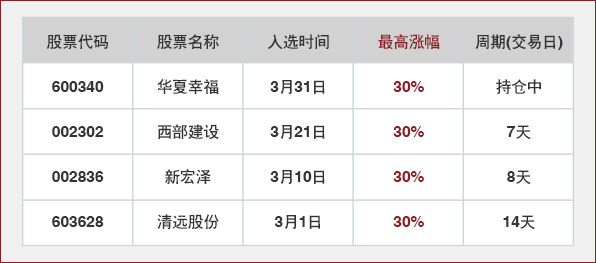 股票代码 股票名称 入选时间 最高涨幅 周期(交易日)
600340 华夏幸福 3月31日 30% 持仓中
002302 西部建设 3月21日 30% 7天
002836 新宏泽 3月10日 30% 8天
603628 清远股份 3月1日 30% 14天